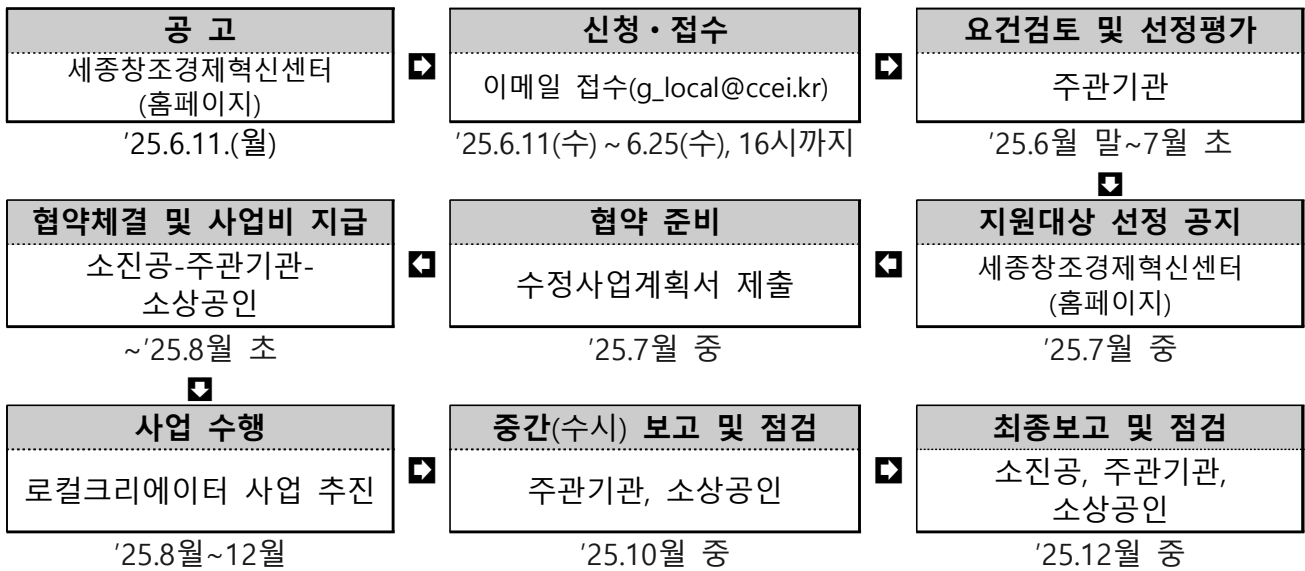 공 고
세종창조경제혁신센터
(홈페이지)
'25.6.11.(월)
신청・접수
이메일 접수(g_local@ccei.kr)
'25.6.11(수) ~ 6.25(수), 16시까지
요건검토 및 선정평가
주관기관
'25.6월 말~7월 초
지원대상 선정 공지
세종창조경제혁신센터
(홈페이지)
'25.7월 중
협약 준비
수정사업계획서 제출
'25.7월 중
협약체결 및 사업비 지급
소진공-주관기관-
소상공인
~'25.8월 초
사업 수행
로컬크리에이터 사업 추진
'25.8월~12월
중간(수시) 보고 및 점검
주관기관, 소상공인
'25.10월 중
최종보고 및 점검
소진공, 주관기관,
소상공인
'25.12월 중